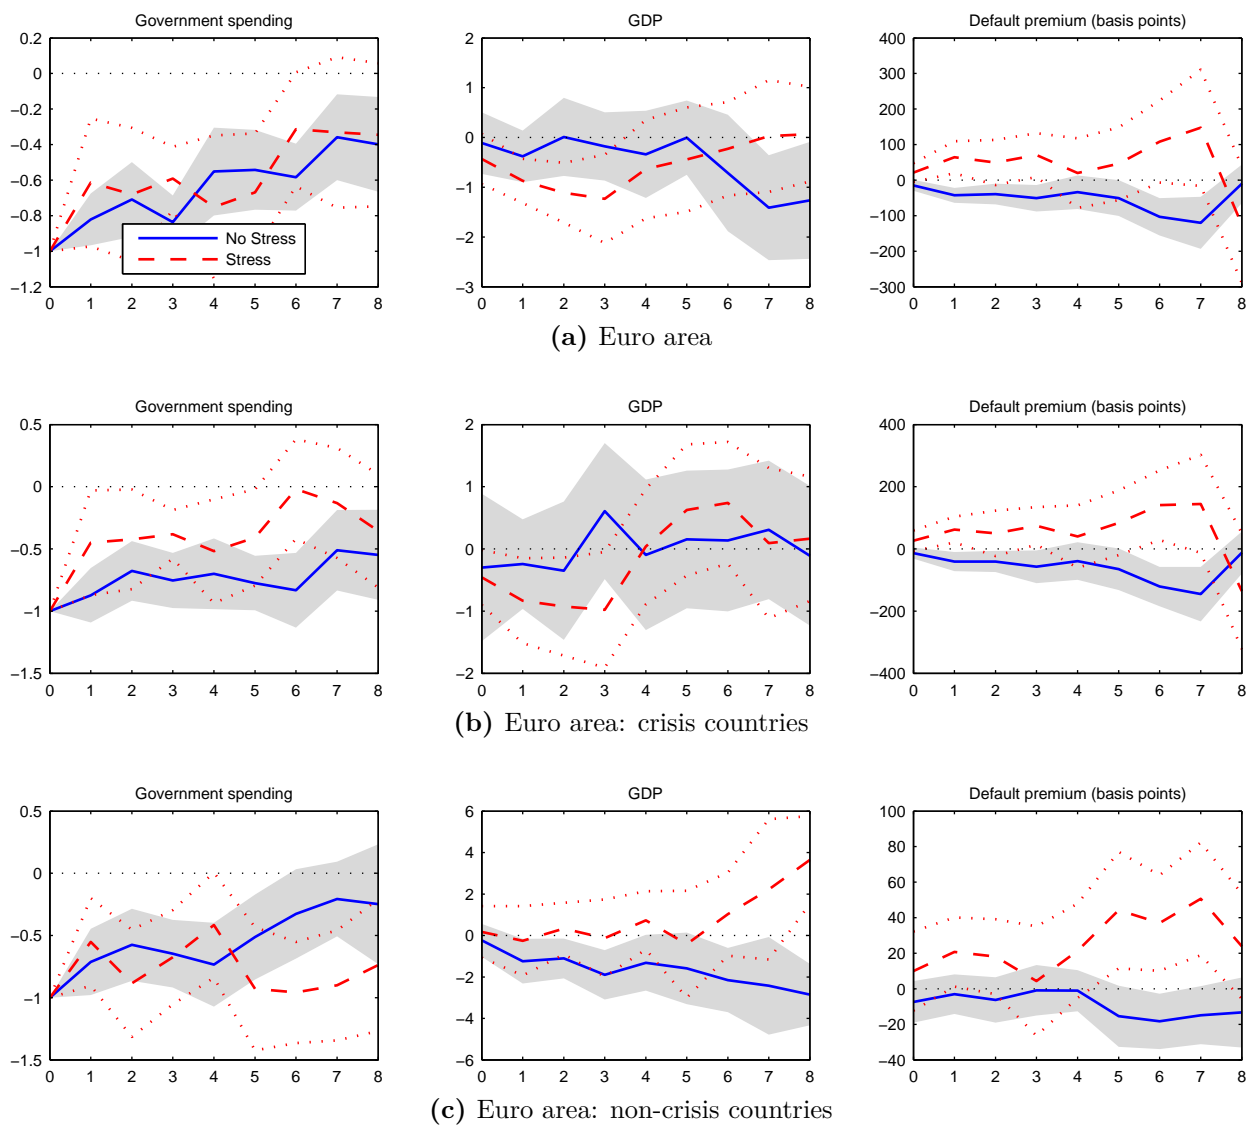 Government spending
GDP
Default premium (basis points)
0.2
0
−0.2
−0.4
−0.6
−0.8
−1
−1.2
No Stress
Stress
0 1 2 3 4 5 6 7 8
2
1
0
−1
−2
−3
0 1 2 3 4 5 6 7 8
400
300
200
100
0
−100
−200
−300
0 1 2 3 4 5 6 7 8
(a) Euro area
Government spending
GDP
Default premium (basis points)
0.5
0
−0.5
−1
−1.5
0 1 2 3 4 5 6 7 8
2
1
0
−1
−2
0 1 2 3 4 5 6 7 8
400
200
0
−200
−400
0 1 2 3 4 5 6 7 8
(b) Euro area: crisis countries
Government spending
GDP
Default premium (basis points)
0.5
0
−0.5
−1
−1.5
0 1 2 3 4 5 6 7 8
6
4
2
0
−2
−4
−6
0 1 2 3 4 5 6 7 8
100
80
60
40
20
0
−20
−40
0 1 2 3 4 5 6 7 8
(c) Euro area: non-crisis countries